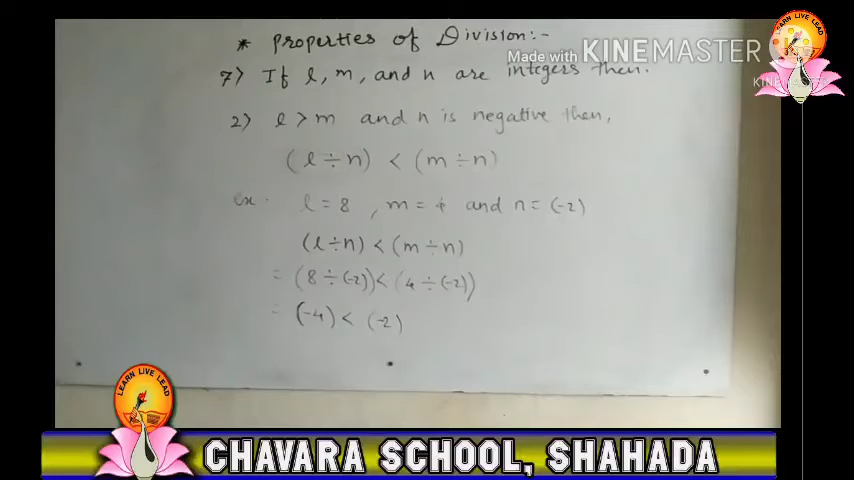 * Properties of Division:-
Made with KINEMASTER
LEARN LIVE LEAD
7) If l, m, and n are integers then.
2) l > m and n is negative then,
(l ÷ n) < (m ÷ n)
ex. l = 8 , m = 4 and n = (-2)
(l ÷ n) < (m ÷ n)
= (8 ÷ (-2)) < (4 ÷ (-2))
= (-4) < (-2)
LEARN LIVE LEAD
CHAVARA SCHOOL, SHAHADA